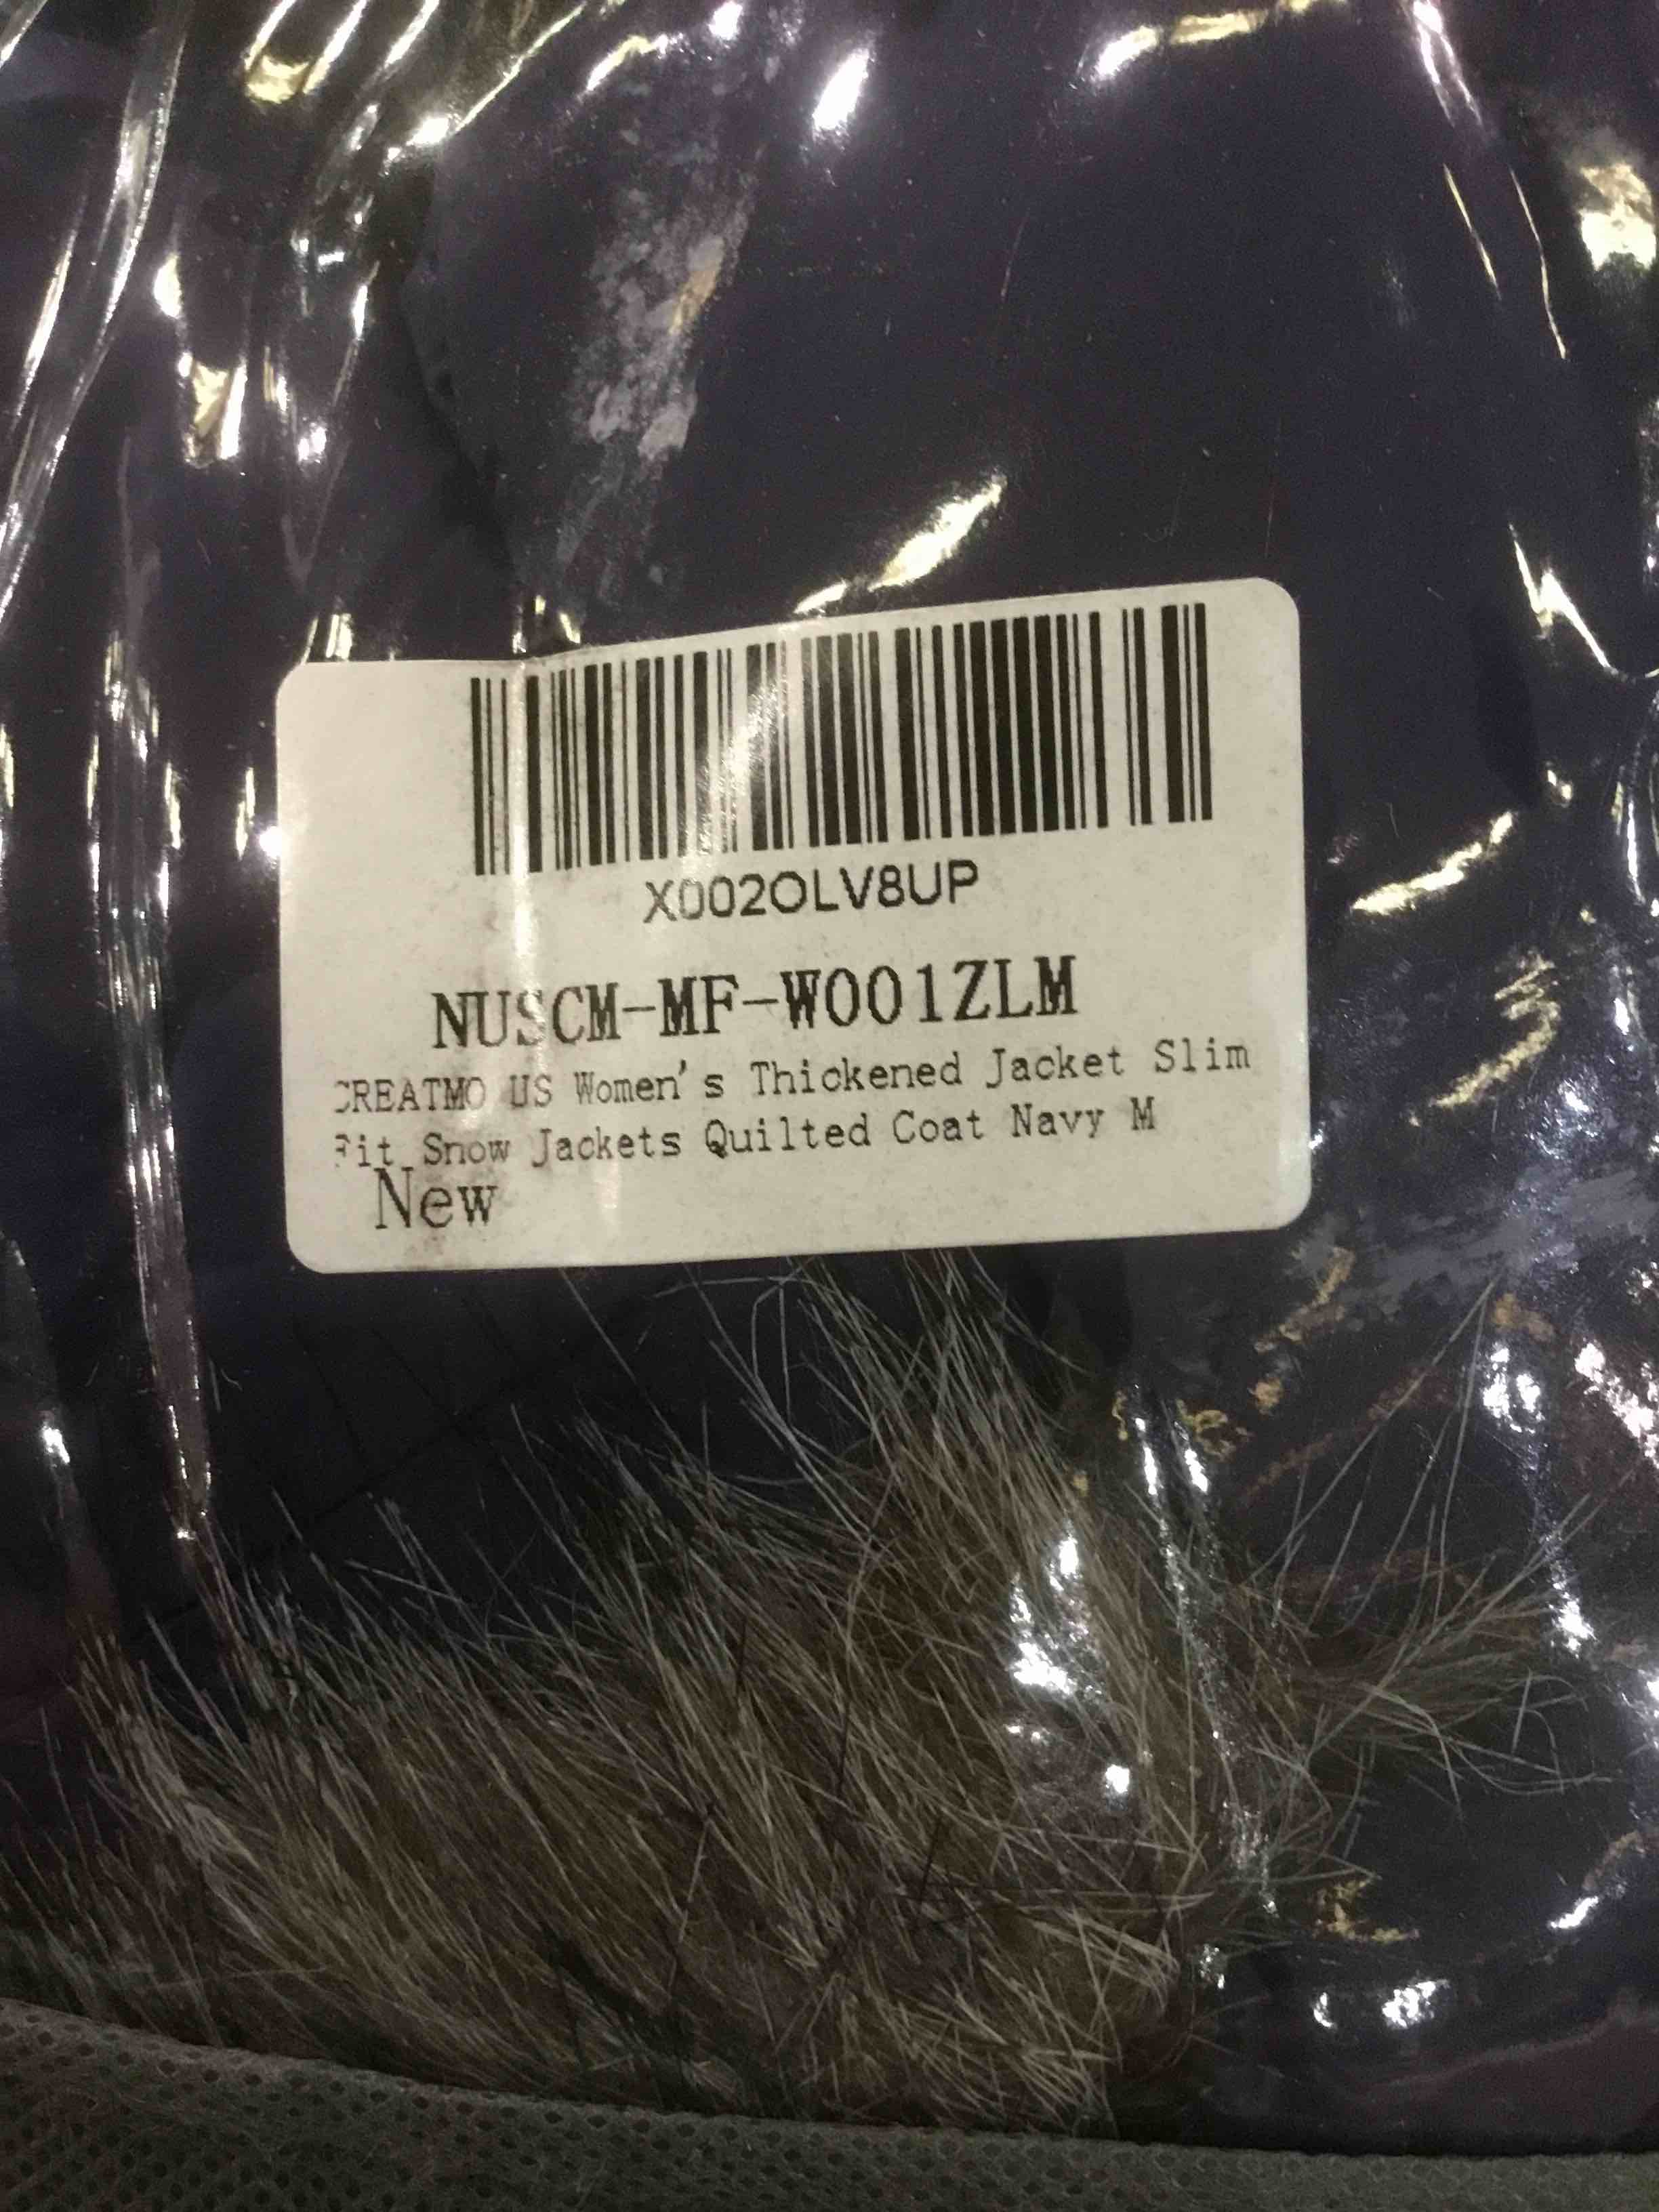 X002OLV8UP
NUSCM-MF-W001ZLM
CREATMO US Women's Thickened Jacket Slim
Fit Snow Jackets Quilted Coat Navy M
New